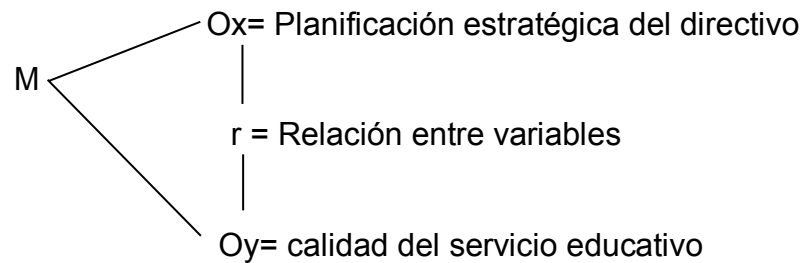 Ox= Planificación estratégica del directivo
M
r = Relación entre variables
Oy= calidad del servicio educativo